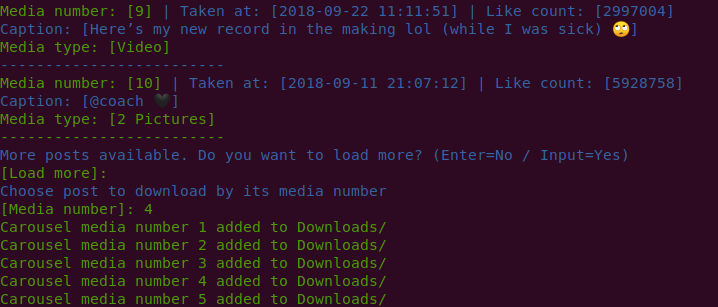 Media number: [9] | Taken at: [2018-09-22 11:11:51] | Like count: [2997004]
Caption: [Here’s my new record in the making lol (while I was sick) 🙄]
Media type: [Video]
-------------------------
Media number: [10] | Taken at: [2018-09-11 21:07:12] | Like count: [5928758]
Caption: [@coach 🖤]
Media type: [2 Pictures]
-------------------------
More posts available. Do you want to load more? (Enter=No / Input=Yes)
[Load more]:
Choose post to download by its media number
[Media number]: 4
Carousel media number 1 added to Downloads/
Carousel media number 2 added to Downloads/
Carousel media number 3 added to Downloads/
Carousel media number 4 added to Downloads/
Carousel media number 5 added to Downloads/